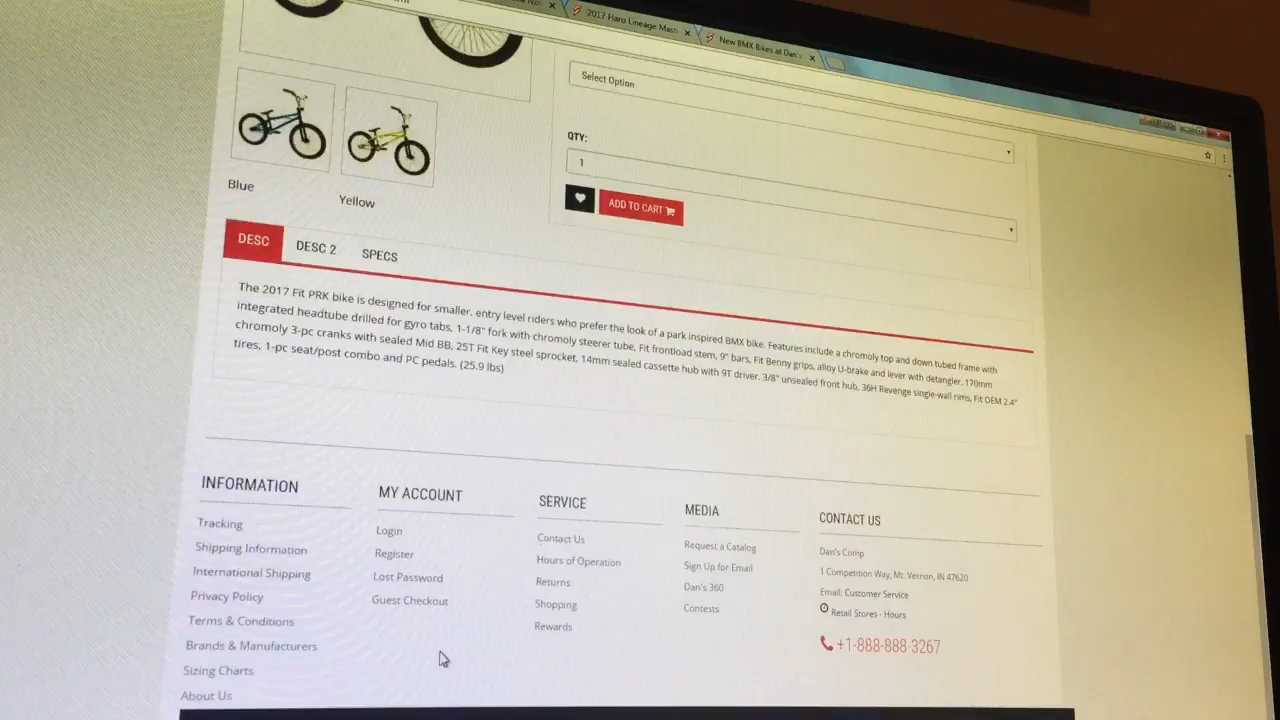 2017 Haro Lineage Mast
New BMX Bikes at Dan's
Select Option
QTY:
1
ADD TO CART
Blue
Yellow
DESC
DESC 2
SPECS
The 2017 Fit PRK bike is designed for smaller, entry level riders who prefer the look of a park inspired BMX bike. Features include a chromoly top and down tubed frame with
integrated headtube drilled for gyro tabs, 1-1/8" fork with chromoly steerer tube, Fit frontload stem, 9" bars, Fit Benny grips, alloy U-brake and lever with detangler, 170mm
chromoly 3-pc cranks with sealed Mid BB, 25T Fit Key steel sprocket, 14mm sealed cassette hub with 9T driver, 3/8" unsealed front hub, 36H Revenge single-wall rims, Fit OEM 2.4"
tires, 1-pc seat/post combo and PC pedals. (25.9 lbs)
INFORMATION
Tracking
Shipping Information
International Shipping
Privacy Policy
Terms & Conditions
Brands & Manufacturers
Sizing Charts
About Us
MY ACCOUNT
Login
Register
Lost Password
Guest Checkout
SERVICE
Contact Us
Hours of Operation
Returns
Shopping
Rewards
MEDIA
Request a Catalog
Sign Up for Email
Dan's 360
Contests
CONTACT US
Dan's Comp
1 Competition Way, Mt. Vernon, IN 47620
Email: Customer Service
Retail Stores - Hours
+1-888-888-3267